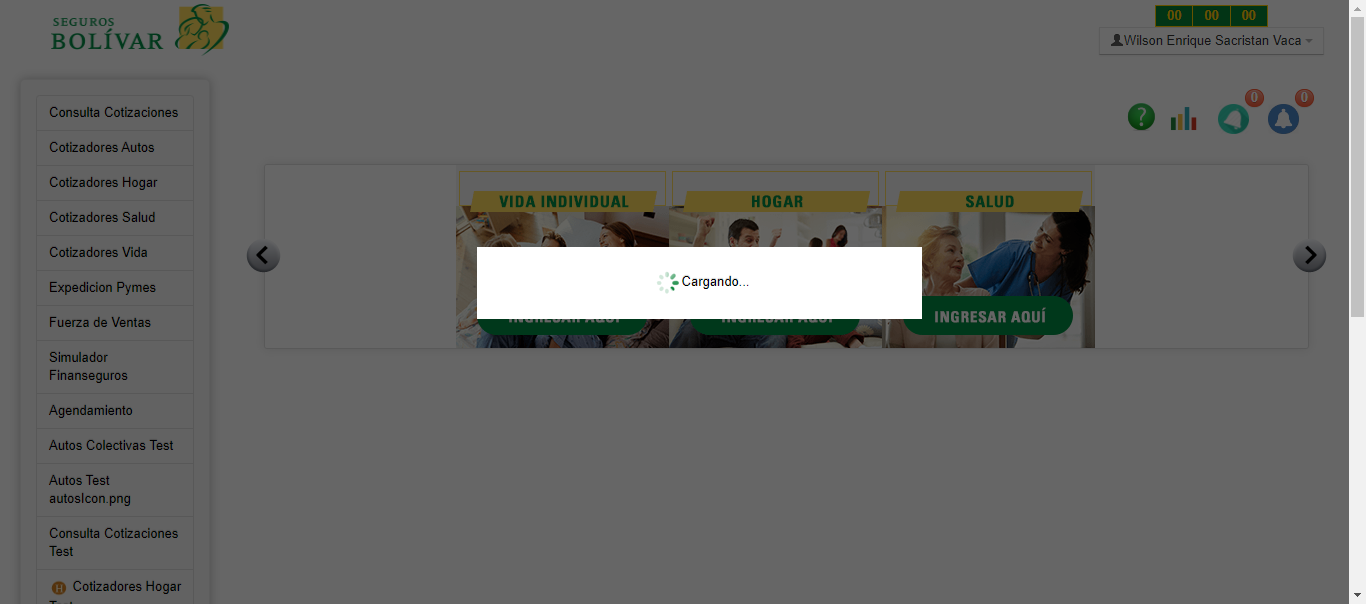 SEGUROS
BOLÍVAR
00 00 00
Wilson Enrique Sacristan Vaca
Consulta Cotizaciones
Cotizadores Autos
Cotizadores Hogar
Cotizadores Salud
Cotizadores Vida
Expedicion Pymes
Fuerza de Ventas
Simulador
Finanseguros
Agendamiento
Autos Colectivas Test
Autos Test
autosIcon.png
Consulta Cotizaciones
Test
H Cotizadores Hogar
Test
?
0
0
VIDA INDIVIDUAL
HOGAR
SALUD
Cargando...
INGRESAR AQUÍ
INGRESAR AQUÍ
INGRESAR AQUÍ